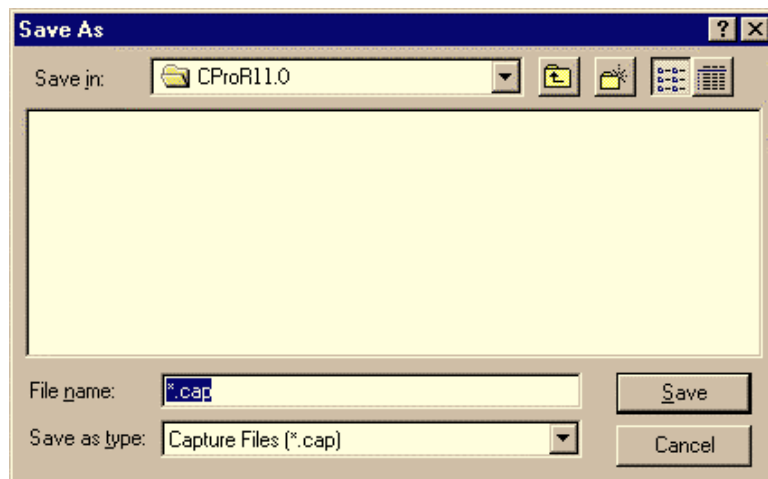 Save As
Save in: CProR11.0
File name: *.cap
Save
Save as type: Capture Files (*.cap)
Cancel